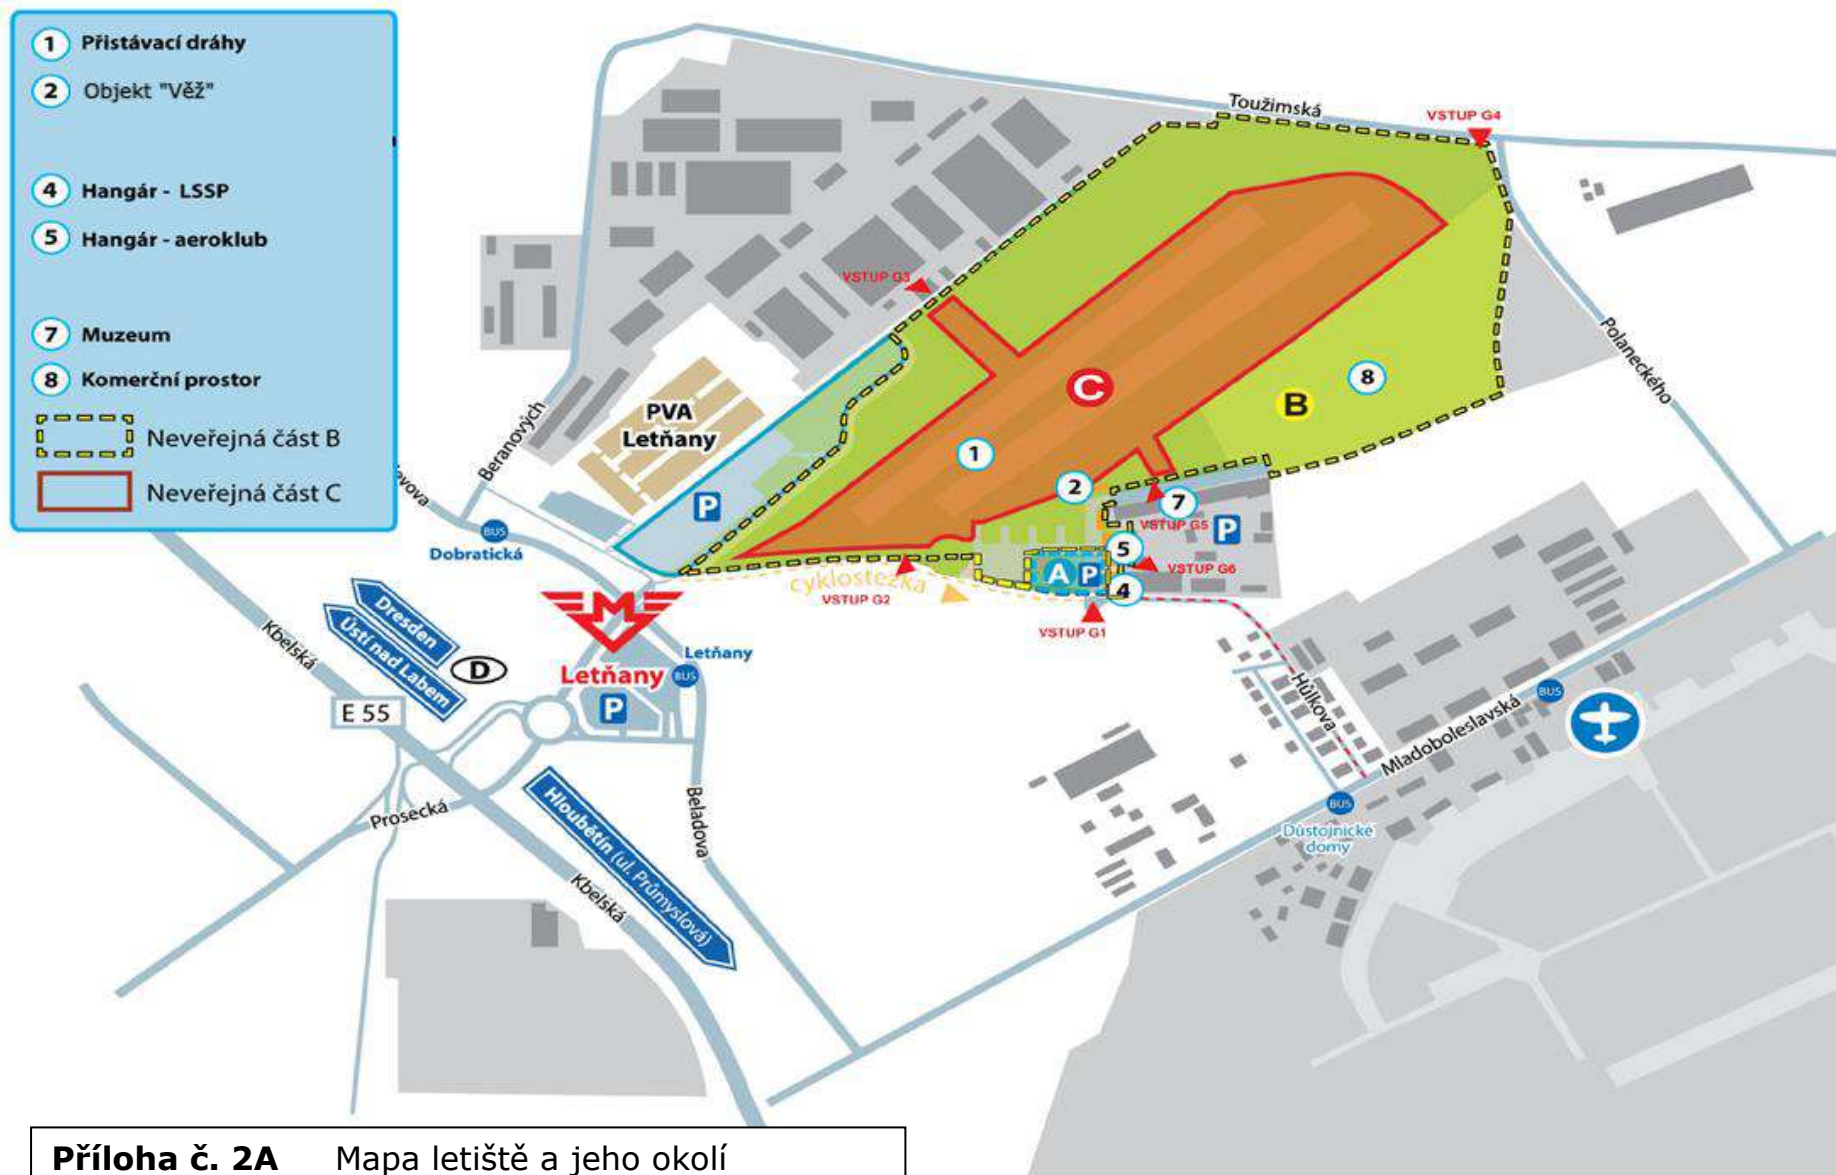 1 Přistávací dráhy
2 Objekt "Věž"
4 Hangár - LSSP
5 Hangár - aeroklub
7 Muzeum
8 Komerční prostor
Neveřejná část B
Neveřejná část C
Toužimská
VSTUP G4
VSTUP G3
Polaneckého
C
8
B
PVA
Letňany
Beranových
1
2
P
7
VSTUP G5
P
BUS
Dobratická
5
A
P
VSTUP G6
4
cyklostezka
VSTUP G2
VSTUP G1
M
Dresden
Ústí nad Labem
D
Kbelská
Letňany
Letňany
BUS
P
E 55
Hůlkova
BUS
Mladoboleslavská
Prosecká
Beladova
Hloubětín (ul. Průmyslová)
BUS
Důstojnické
domy
Kbelská
Příloha č. 2A Mapa letiště a jeho okolí